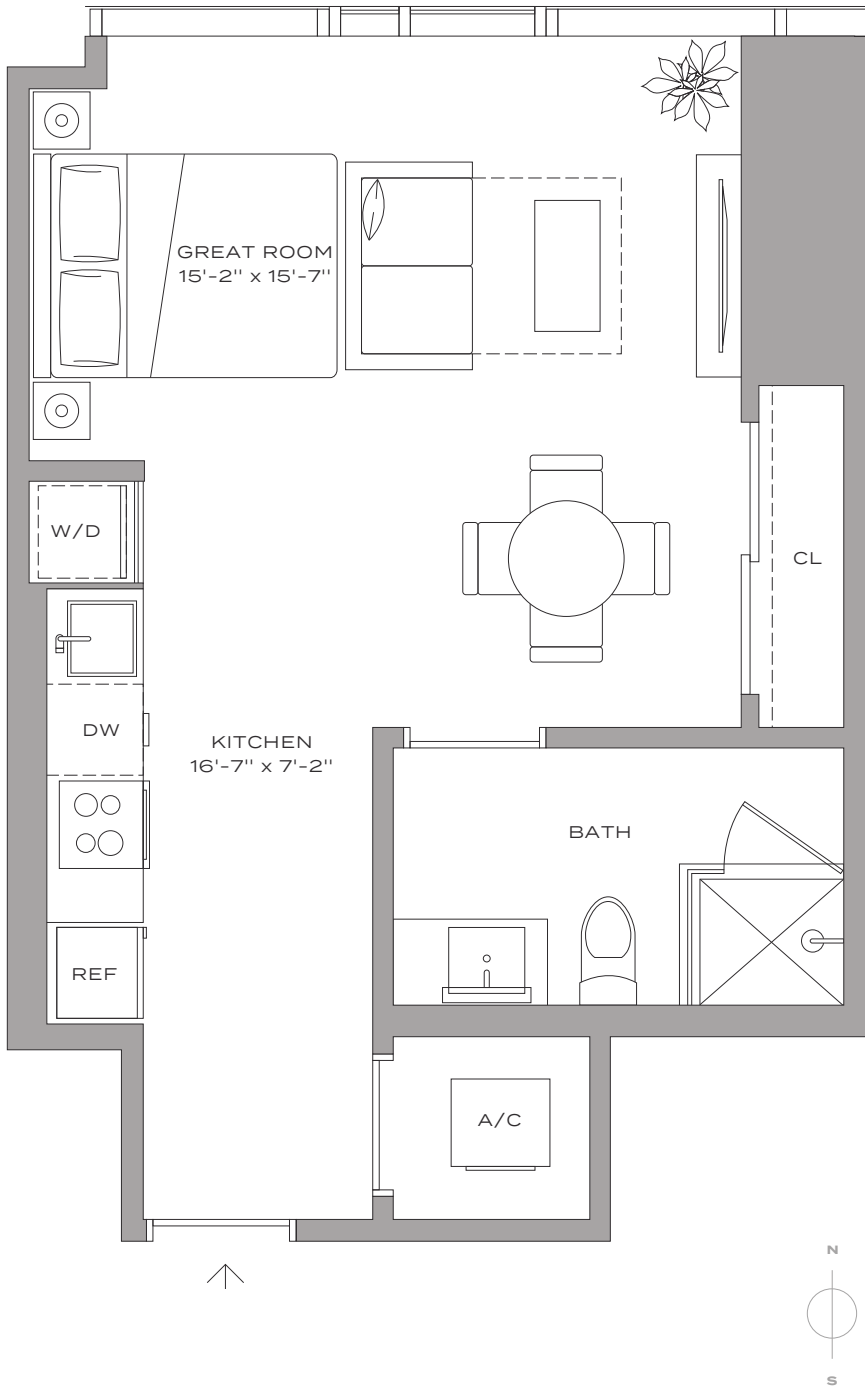 GREAT ROOM
15'-2" x 15'-7"
W/D
CL
DW
KITCHEN
16'-7" x 7'-2"
BATH
REF
A/C
N
S